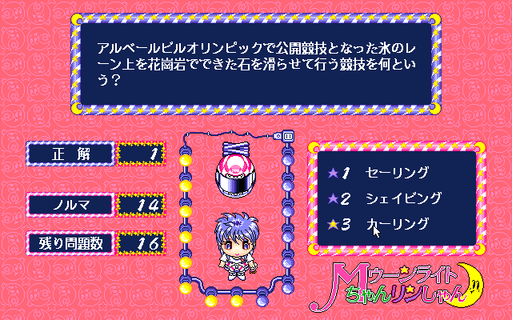 アルベールビルオリンピックで公開競技となった氷のレ
ーン上を花崗岩でできた石を滑らせて行う競技を何とい
う？
正解 1
ノルマ 14
残り問題数 16
★1 セーリング
★2 シェイピング
★3 カーリング
Mゥーンライト
ちゃんリンしゃん